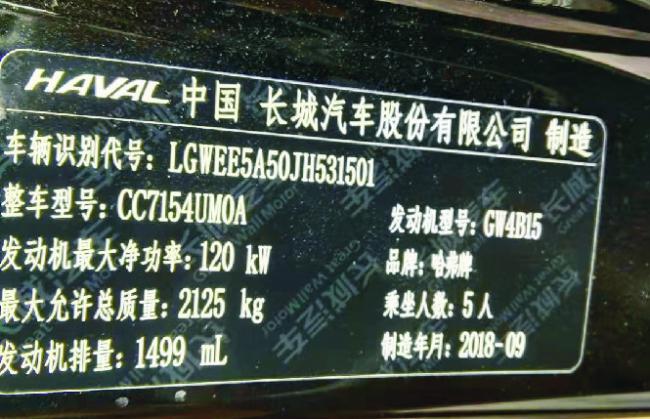 HAVAL 中国 长城汽车股份有限公司 制造
车辆识别代号: LGWEE5A50JH531501
整车型号: CC7154UM0A
发动机型号: GW4B15
发动机最大净功率: 120 kW
品牌: 哈弗牌
最大允许总质量: 2125 kg
乘坐人数: 5人
发动机排量: 1499 mL
制造年月: 2018-09